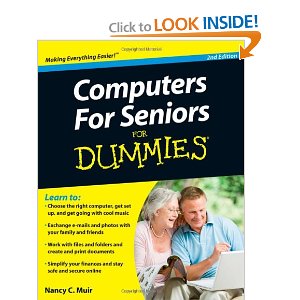 Click to LOOK INSIDE!
Making Everything Easier!™
2nd Edition
Computers
For Seniors
FOR
DUMMIES®
Learn to:
• Choose the right computer, get set
up, and get going with cool music
• Exchange e-mails and photos with
your family and friends
• Work with files and folders and
create and print documents
• Simplify your finances and stay
safe and secure online
Nancy C. Muir